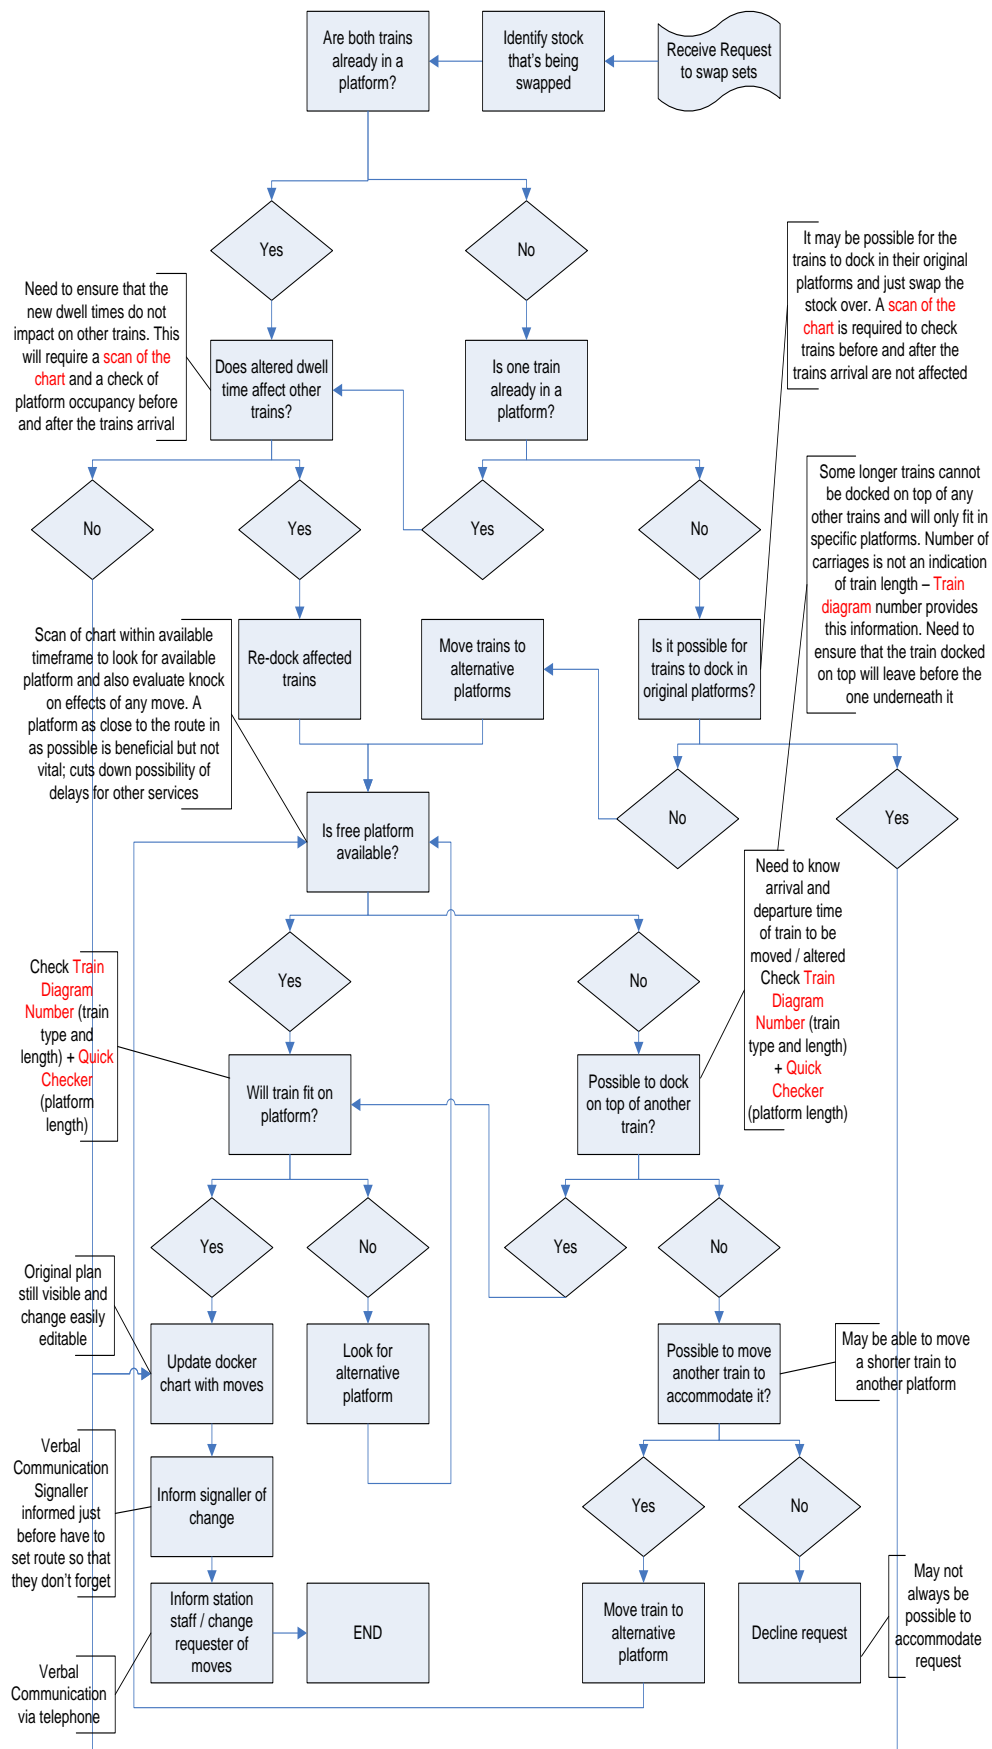 Are both trains
already in a
platform?
Identify stock
that's being
swapped
Receive Request
to swap sets
Yes
No
It may be possible for the
trains to dock in their original
platforms and just swap the
stock over. A scan of the
chart is required to check
trains before and after the
trains arrival are not affected
Need to ensure that the
new dwell times do not
impact on other trains. This
will require a scan of the
chart and a check of
platform occupancy before
and after the trains arrival
Does altered dwell
time affect other
trains?
Is one train
already in a
platform?
Some longer trains cannot
be docked on top of any
other trains and will only fit in
specific platforms. Number of
carriages is not an indication
of train length – Train
diagram number provides
this information. Need to
ensure that the train docked
on top will leave before the
one underneath it
No
Yes
Yes
No
Scan of chart within available
timeframe to look for available
platform and also evaluate knock
on effects of any move. A
platform as close to the route in
as possible is beneficial but not
vital; cuts down possibility of
delays for other services
Re-dock affected
trains
Move trains to
alternative
platforms
Is it possible for
trains to dock in
original platforms?
No
Yes
Is free platform
available?
Need to know
arrival and
departure time
of train to be
moved / altered
Check Train
Diagram
Number (train
type and length)
+ Quick
Checker
(platform length)
Yes
No
Check Train
Diagram
Number (train
type and
length) + Quick
Checker
(platform
length)
Will train fit on
platform?
Possible to dock
on top of another
train?
Yes
No
Yes
No
Original plan
still visible and
change easily
editable
Update docker
chart with moves
Look for
alternative
platform
Possible to move
another train to
accommodate it?
May be able to move
a shorter train to
another platform
Verbal
Communication
Signaller
informed just
before have to
set route so that
they don't forget
Inform signaller of
change
Yes
No
Inform station
staff / change
requester of
moves
END
Move train to
alternative
platform
Decline request
May not
always be
possible to
accommodate
request
Verbal
Communication
via telephone